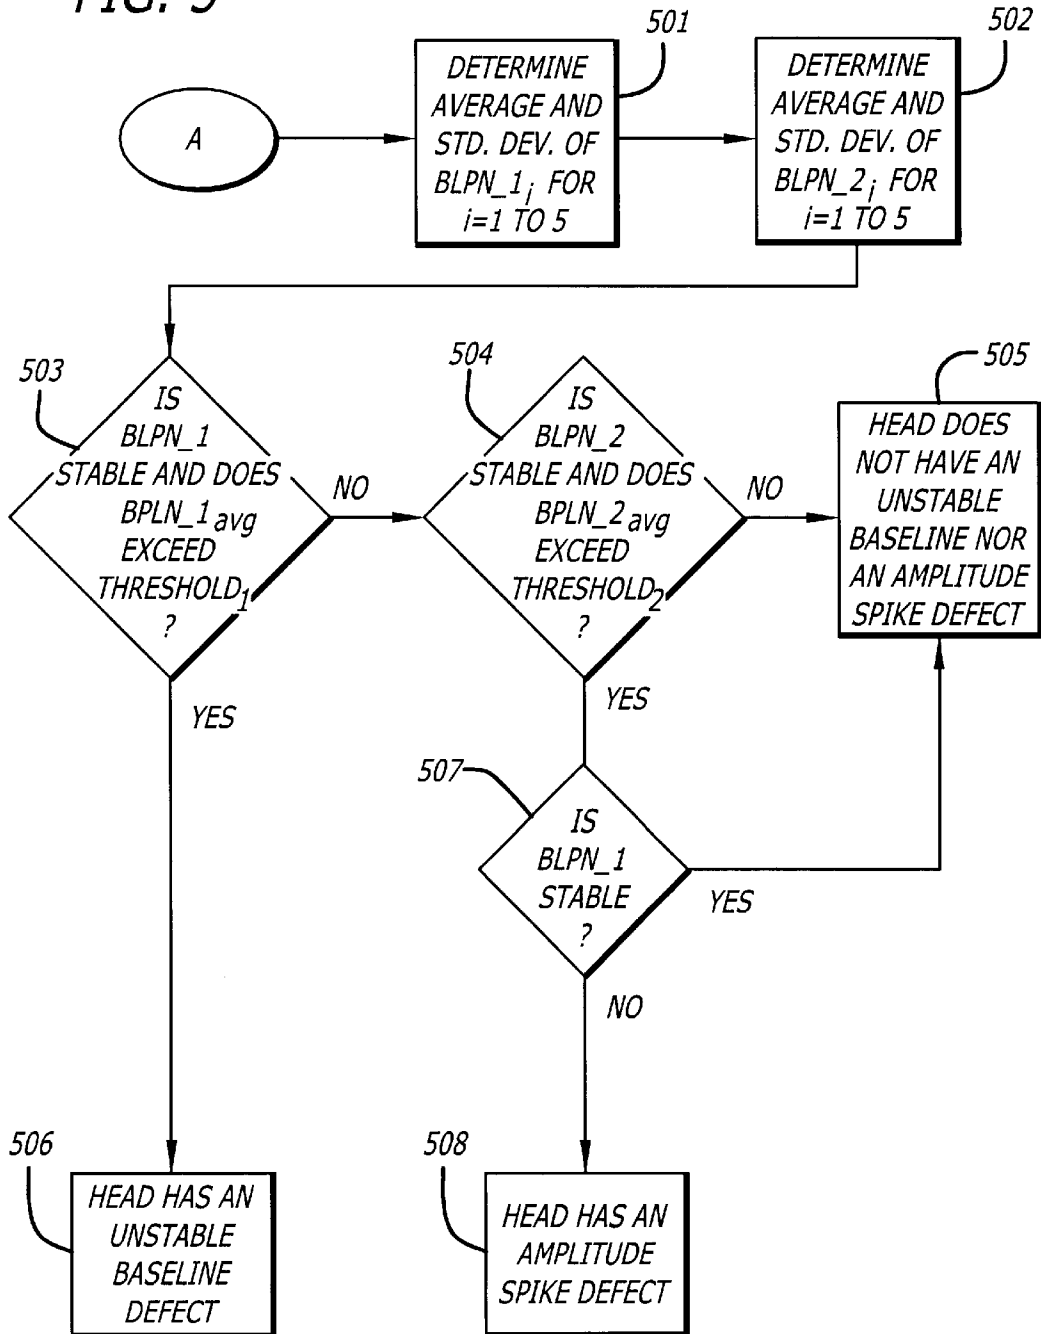 FIG. 5
501
502
A
DETERMINE
AVERAGE AND
STD. DEV. OF
BLPN_1i FOR
i=1 TO 5
DETERMINE
AVERAGE AND
STD. DEV. OF
BLPN_2i FOR
i=1 TO 5
503
IS
BLPN_1
STABLE AND DOES
BPLN_1avg
EXCEED
THRESHOLD1
?
NO
YES
504
IS
BLPN_2
STABLE AND DOES
BPLN_2avg
EXCEED
THRESHOLD2
?
NO
YES
505
HEAD DOES
NOT HAVE AN
UNSTABLE
BASELINE NOR
AN AMPLITUDE
SPIKE DEFECT
507
IS
BLPN_1
STABLE
?
YES
NO
506
HEAD HAS AN
UNSTABLE
BASELINE
DEFECT
508
HEAD HAS AN
AMPLITUDE
SPIKE DEFECT